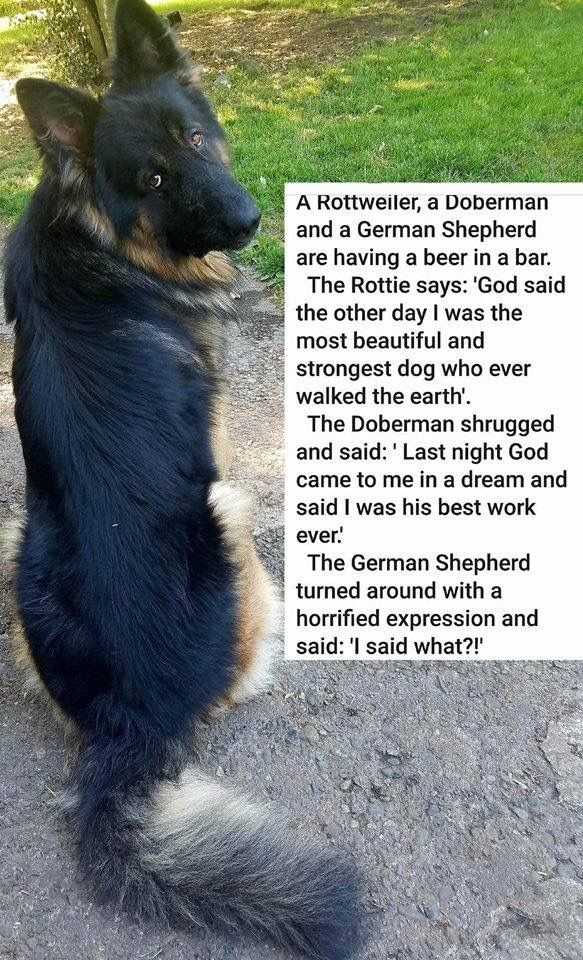 A Rottweiler, a Doberman
and a German Shepherd
are having a beer in a bar.
The Rottie says: 'God said
the other day I was the
most beautiful and
strongest dog who ever
walked the earth'.
The Doberman shrugged
and said: ' Last night God
came to me in a dream and
said I was his best work
ever.'
The German Shepherd
turned around with a
horrified expression and
said: 'I said what?!'